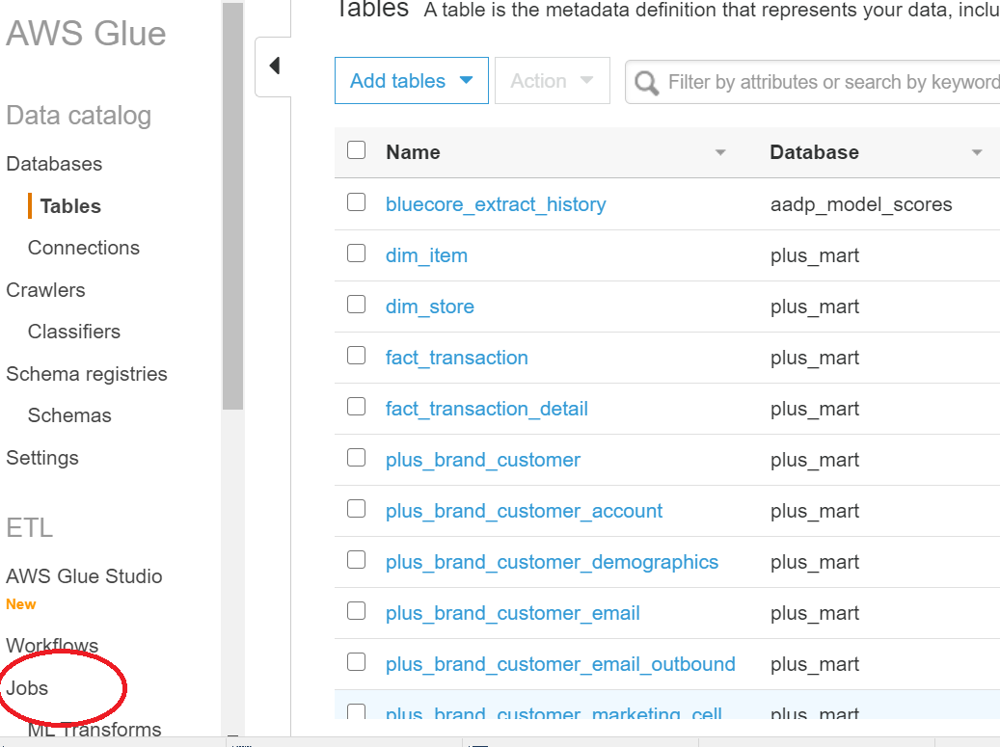 AWS Glue
Data catalog
Databases
Tables
Connections
Crawlers
Classifiers
Schema registries
Schemas
Settings
ETL
AWS Glue Studio
New
Workflows
Jobs
ML Transforms
Tables A table is the metadata definition that represents your data, inclu
Add tables Action Filter by attributes or search by keyword
Name Database
bluecore_extract_history aadp_model_scores
dim_item plus_mart
dim_store plus_mart
fact_transaction plus_mart
fact_transaction_detail plus_mart
plus_brand_customer plus_mart
plus_brand_customer_account plus_mart
plus_brand_customer_demographics plus_mart
plus_brand_customer_email plus_mart
plus_brand_customer_email_outbound plus_mart
plus_brand_customer_marketing_cell plus_mart